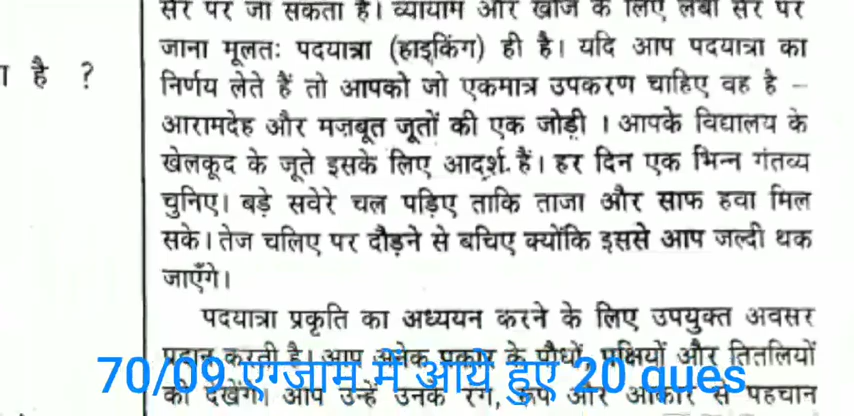 सैर पर जा सकता है। व्यायाम और खोज के लिए लंबी सैर पर
जाना मूलतः पदयात्रा (हाइकिंग) ही है। यदि आप पदयात्रा का
है ?
निर्णय लेते हैं तो आपको जो एकमात्र उपकरण चाहिए वह है –
आरामदेह और मज़बूत जूतों की एक जोड़ी । आपके विद्यालय के
खेलकूद के जूते इसके लिए आदर्श हैं। हर दिन एक भिन्न गंतव्य
चुनिए। बड़े सवेरे चल पड़िए ताकि ताजा और साफ हवा मिल
सके। तेज चलिए पर दौड़ने से बचिए क्योंकि इससे आप जल्दी थक
जाएँगे।
पदयात्रा प्रकृति का अध्ययन करने के लिए उपयुक्त अवसर
प्रदान करती है। आप अनेक प्रकार के पौधों, पक्षियों और तितलियों
70/09 एग्जाम में आये हुए 20 ques
को देखेंगे। आप उन्हें उनके रंग, रूप और आकार से पहचान